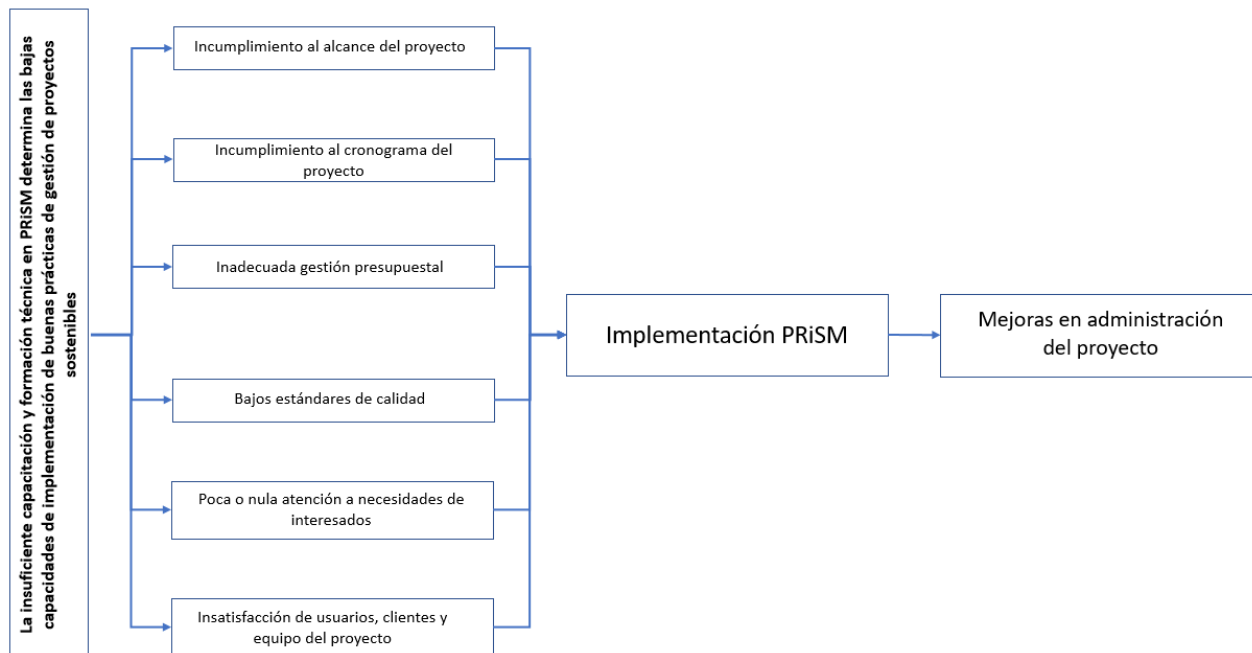 La insuficiente capacitación y formación técnica en PRiSM determina las bajas
capacidades de implementación de buenas prácticas de gestión de proyectos
sostenibles
Incumplimiento al alcance del proyecto
Incumplimiento al cronograma del
proyecto
Inadecuada gestión presupuestal
Bajos estándares de calidad
Poca o nula atención a necesidades de
interesados
Insatisfacción de usuarios, clientes y
equipo del proyecto
Implementación PRiSM
Mejoras en administración
del proyecto